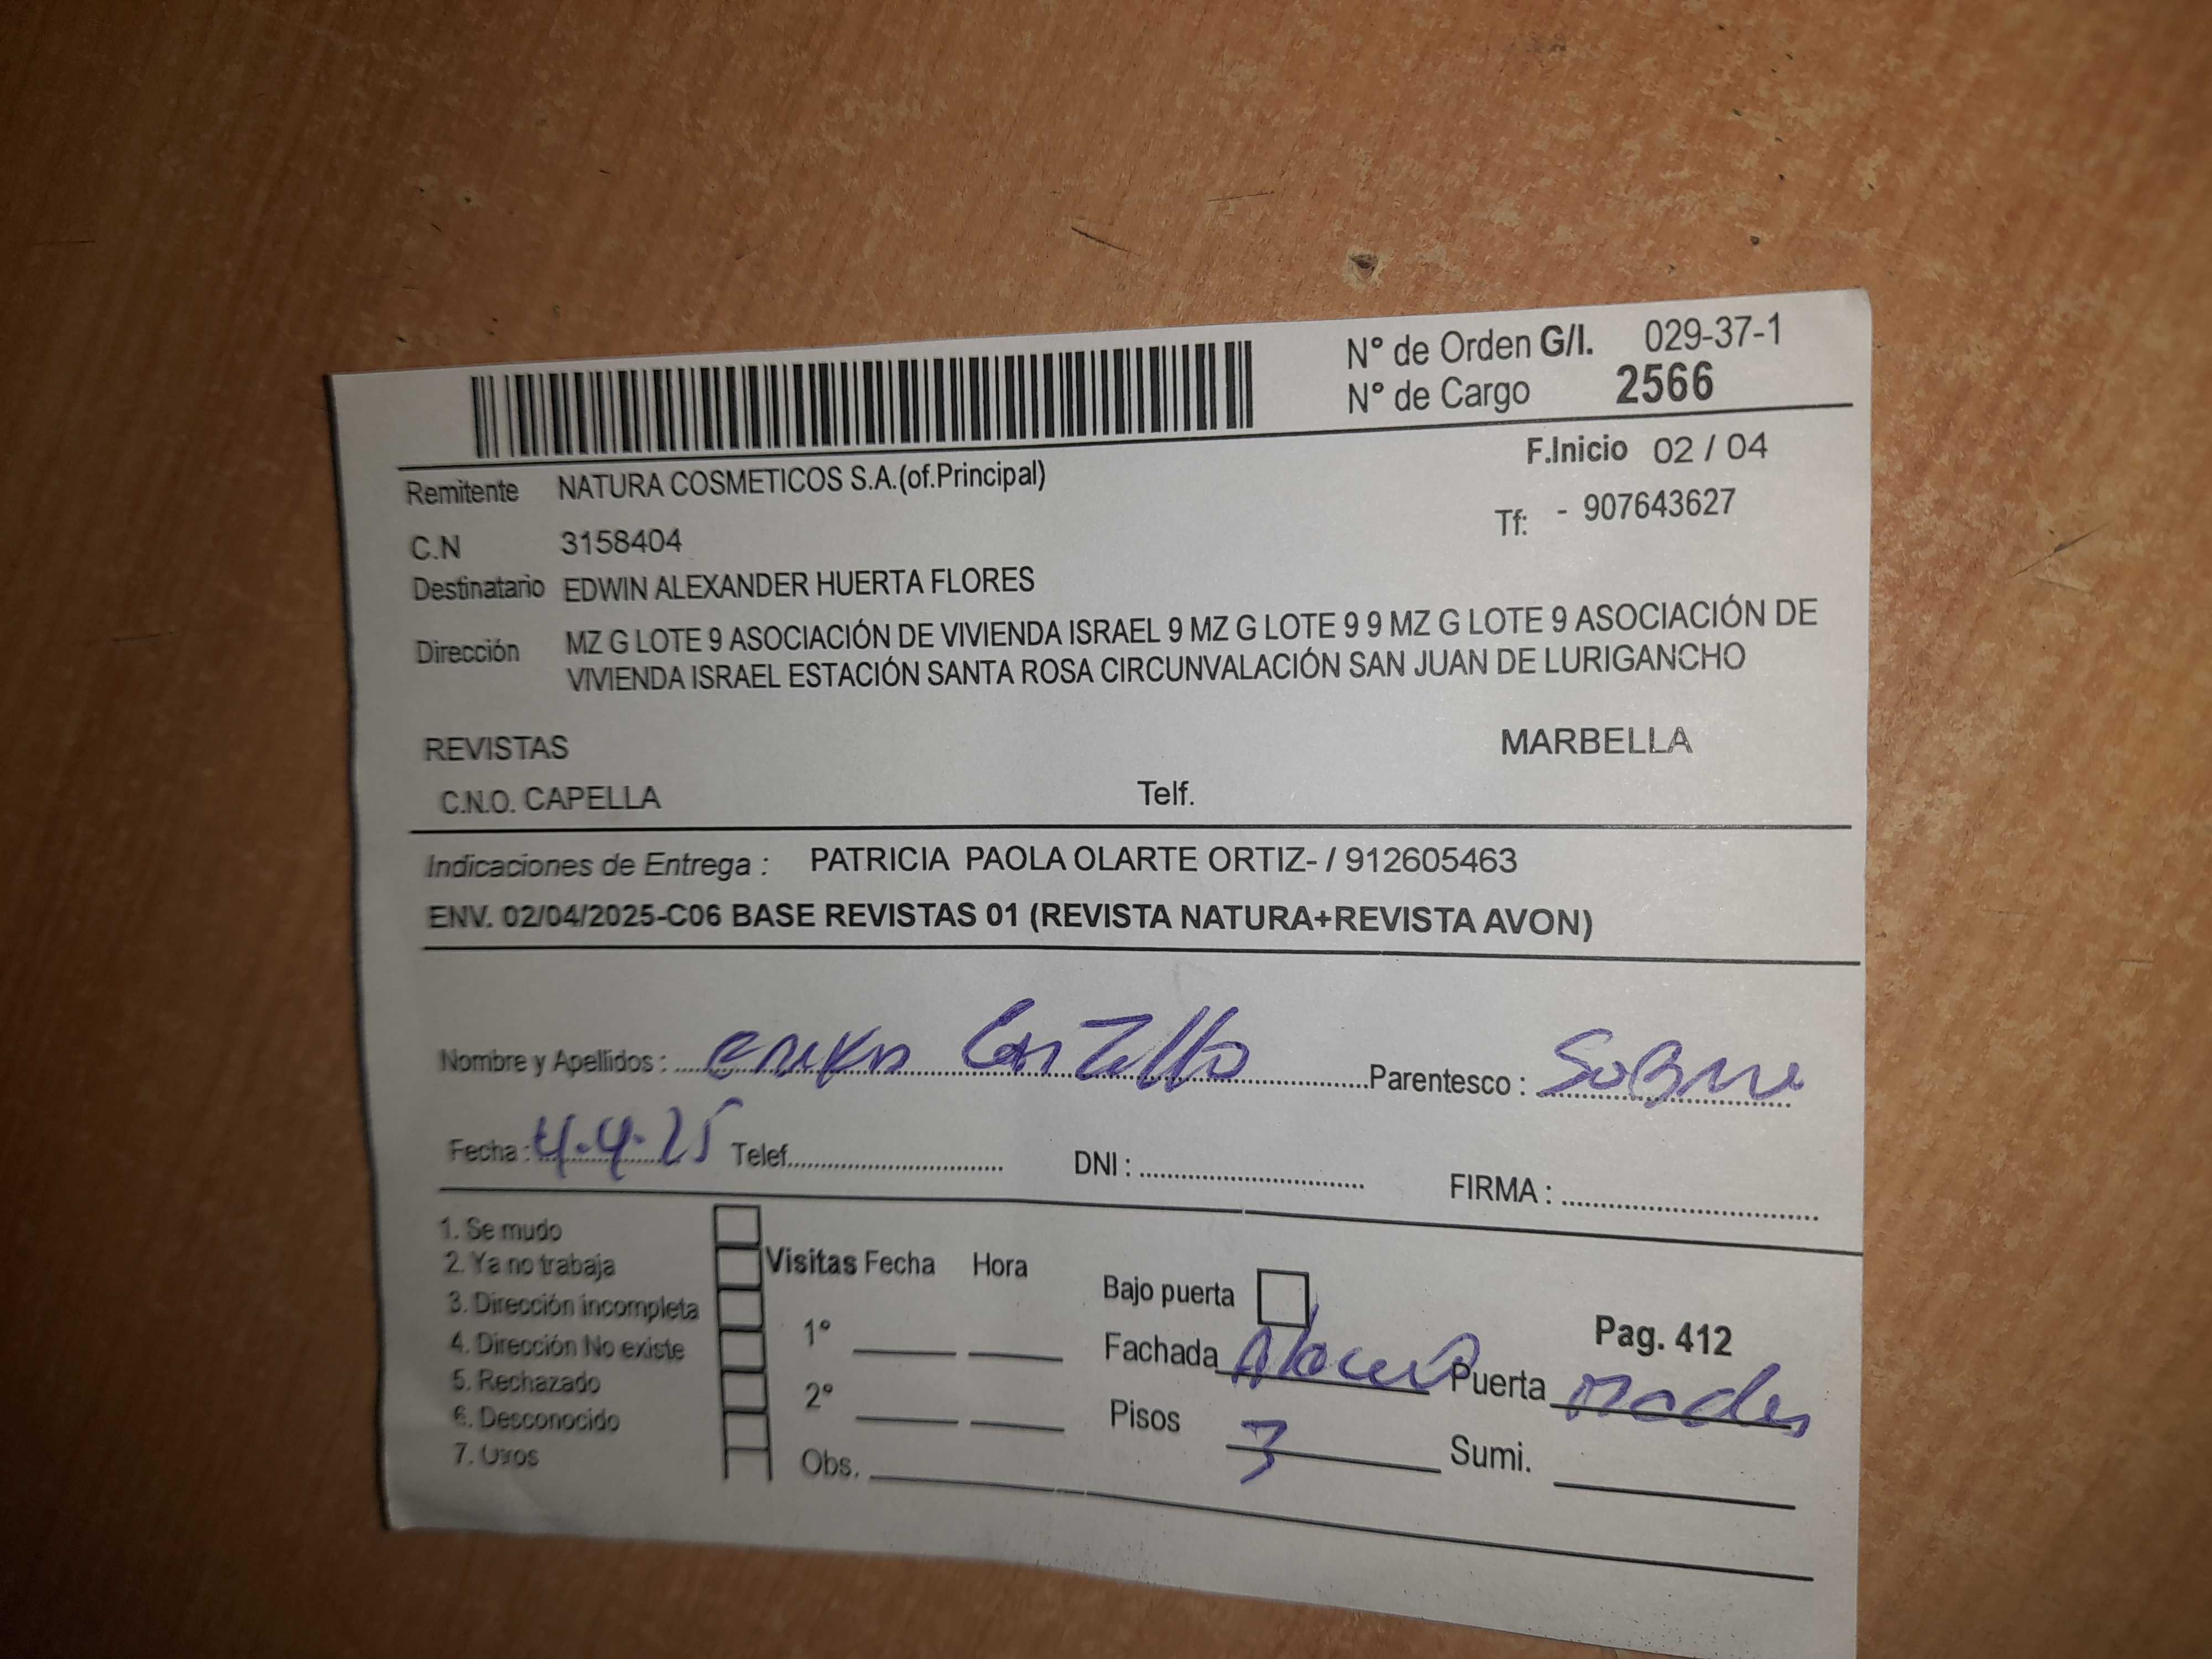 N° de Orden G/I. 029-37-1
N° de Cargo 2566
F.Inicio 02 / 04
Remitente NATURA COSMETICOS S.A.(of.Principal)
Tf: - 907643627
C.N 3158404
Destinatario EDWIN ALEXANDER HUERTA FLORES
Dirección MZ G LOTE 9 ASOCIACIÓN DE VIVIENDA ISRAEL 9 MZ G LOTE 9 9 MZ G LOTE 9 ASOCIACIÓN DE
VIVIENDA ISRAEL ESTACIÓN SANTA ROSA CIRCUNVALACIÓN SAN JUAN DE LURIGANCHO
REVISTAS MARBELLA
C.N.O. CAPELLA Telf.
Indicaciones de Entrega : PATRICIA PAOLA OLARTE ORTIZ- / 912605463
ENV. 02/04/2025-C06 BASE REVISTAS 01 (REVISTA NATURA+REVISTA AVON)
Nombre y Apellidos : Parentesco :
Fecha : 4.4.25 Telef. DNI : FIRMA :
1. Se mudo
2. Ya no trabaja Visitas Fecha Hora
3. Dirección incompleta Bajo puerta
4. Dirección No existe 1° Fachada Pag. 412
5. Rechazado 2° Puerta
6. Desconocido Pisos 3
7. Otros Obs. Sumi.